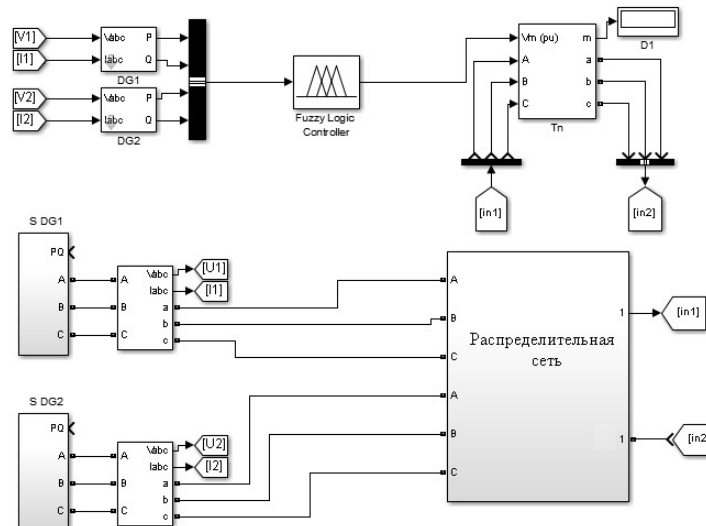 [V1]
[I1]
Vabc
Iabc
P
Q
DG1
[V2]
[I2]
Vabc
Iabc
P
Q
DG2
Fuzzy Logic
Controller
Vm (pu)
A
B
C
m
a
b
c
Tn
D1
[in1]
[in2]
S DG1
PQ
A
B
C
A
B
C
Vabc
Iabc
a
b
c
[U1]
[I1]
A
B
C
A
B
C
Распределительная
сеть
1
1
[in1]
[in2
S DG2
PQ
A
B
C
A
B
C
Vabc
Iabc
a
b
c
[U2]
[I2]